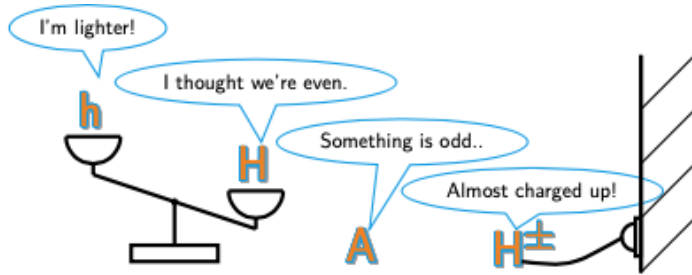 I'm lighter!
h
I thought we're even.
H
Something is odd..
A
Almost charged up!
H±